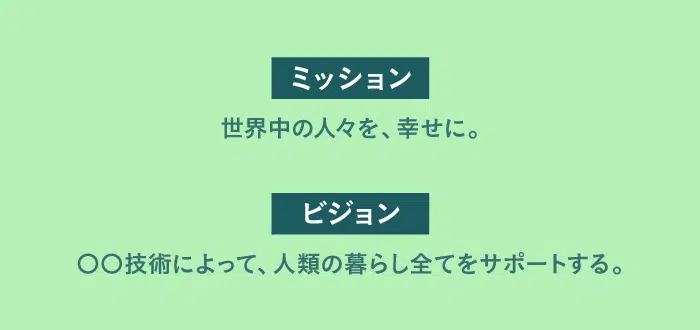 ミッション
世界中の人々を、幸せに。
ビジョン
〇〇技術によって、人類の暮らし全てをサポートする。